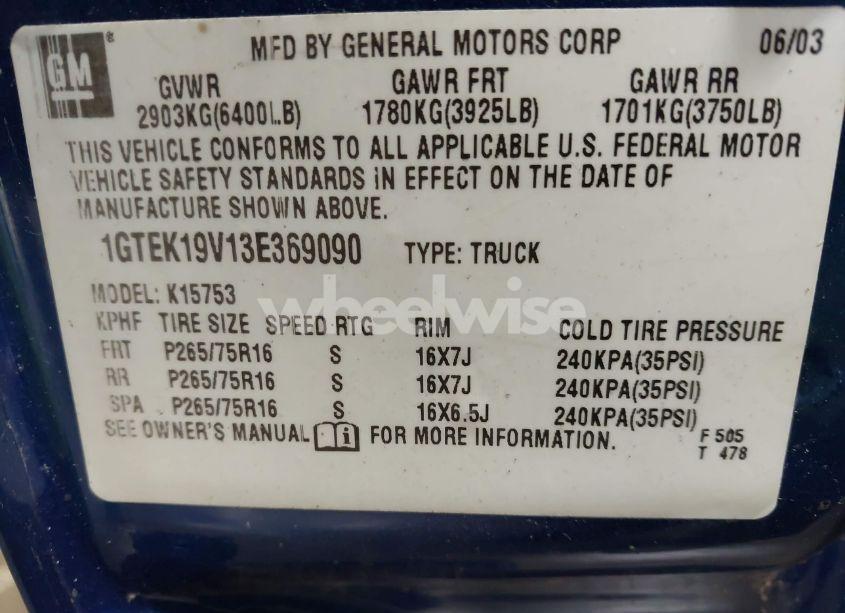 GM ® MFD BY GENERAL MOTORS CORP 06/03
GVWR GAWR FRT GAWR RR
2903KG(6400LB) 1780KG(3925LB) 1701KG(3750LB)
THIS VEHICLE CONFORMS TO ALL APPLICABLE U.S. FEDERAL MOTOR
VEHICLE SAFETY STANDARDS IN EFFECT ON THE DATE OF
MANUFACTURE SHOWN ABOVE.
1GTEK19V13E369090 TYPE: TRUCK
MODEL: K15753
wheelwise
KPHF TIRE SIZE SPEED RTG RIM COLD TIRE PRESSURE
FRT P265/75R16 S 16X7J 240KPA(35PSI)
RR P265/75R16 S 16X7J 240KPA(35PSI)
SPA P265/75R16 S 16X6.5J 240KPA(35PSI)
SEE OWNER'S MANUAL i FOR MORE INFORMATION.
F 505
T 478